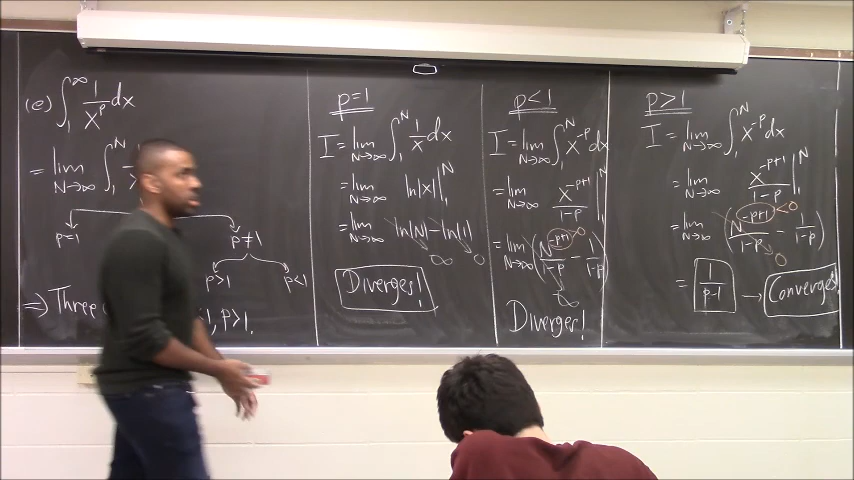 (e) ∫₁^∞ 1/x^p dx
= lim N→∞ ∫₁^N
p=1 p≠1
p>1 p<1
⇒ Three
1, p>1.
p=1
I = lim N→∞ ∫₁^N 1/x dx
= lim N→∞ ln|x| |₁^N
= lim N→∞ ln|N| - ln|1|
∞ 0
Diverges!
p<1
I = lim N→∞ ∫₁^N x^-p dx
= lim N→∞ x^-p+1/1-p |₁^N
= lim N→∞ (N^-p+1/1-p - 1/1-p)
∞
Diverges!
p>1
I = lim N→∞ ∫₁^N x^-p dx
= lim N→∞ x^-p+1/1-p |₁^N
= lim N→∞ (N^-p+1/1-p - 1/1-p) <0
0
= 1/p-1 → Converges!